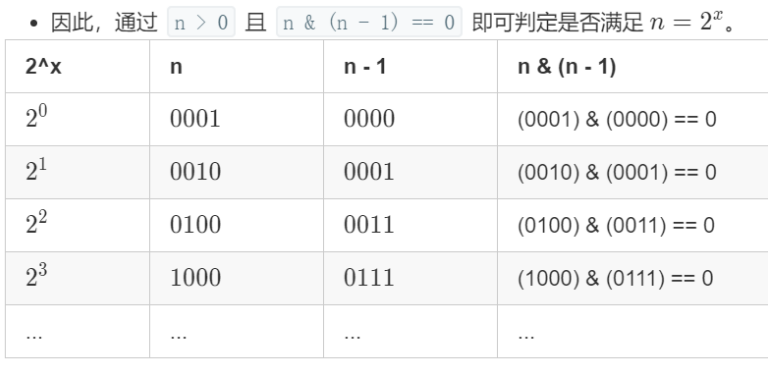 • 因此，通过 n > 0 且 n & (n - 1) == 0 即可判定是否满足 n = 2^x。
2^x n n - 1 n & (n - 1)
2^0 0001 0000 (0001) & (0000) == 0
2^1 0010 0001 (0010) & (0001) == 0
2^2 0100 0011 (0100) & (0011) == 0
2^3 1000 0111 (1000) & (0111) == 0
... ... ... ...